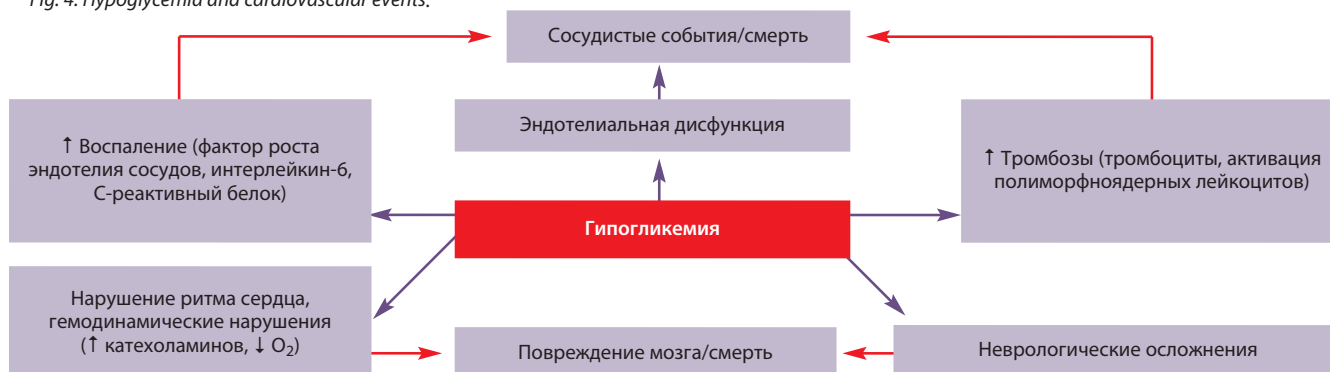 Fig. 4. Hypoglycemia and cardiovascular events.
Сосудистые события/смерть
Эндотелиальная дисфункция
↑ Воспаление (фактор роста
эндотелия сосудов, интерлейкин-6,
С-реактивный белок)
↑ Тромбозы (тромбоциты, активация
полиморфноядерных лейкоцитов)
Гипогликемия
Нарушение ритма сердца,
гемодинамические нарушения
(↑ катехоламинов, ↓ O₂)
Повреждение мозга/смерть
Неврологические осложнения